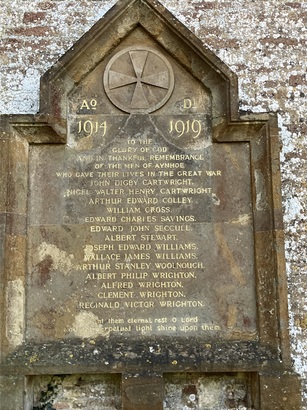 Ao Di
1914 1919
TO THE
GLORY OF GOD
AND IN THANKFUL REMEMBRANCE
OF THE MEN OF AYNHOE
WHO GAVE THEIR LIVES IN THE GREAT WAR
JOHN DIGBY CARTWRIGHT.
NIGEL WALTER HENRY CARTWRIGHT.
ARTHUR EDWARD COLLEY.
WILLIAM CROSS.
EDWARD CHARLES SAVINGS.
EDWARD JOHN SECCULL.
ALBERT STEWART.
JOSEPH EDWARD WILLIAMS.
WALLACE JAMES WILLIAMS.
ARTHUR STANLEY WOOLNOUGH.
ALBERT PHILIP WRIGHTON.
ALFRED WRIGHTON.
CLEMENT WRIGHTON.
REGINALD VICTOR WRIGHTON.
them eternal rest O Lord
perpetual light shine upon them